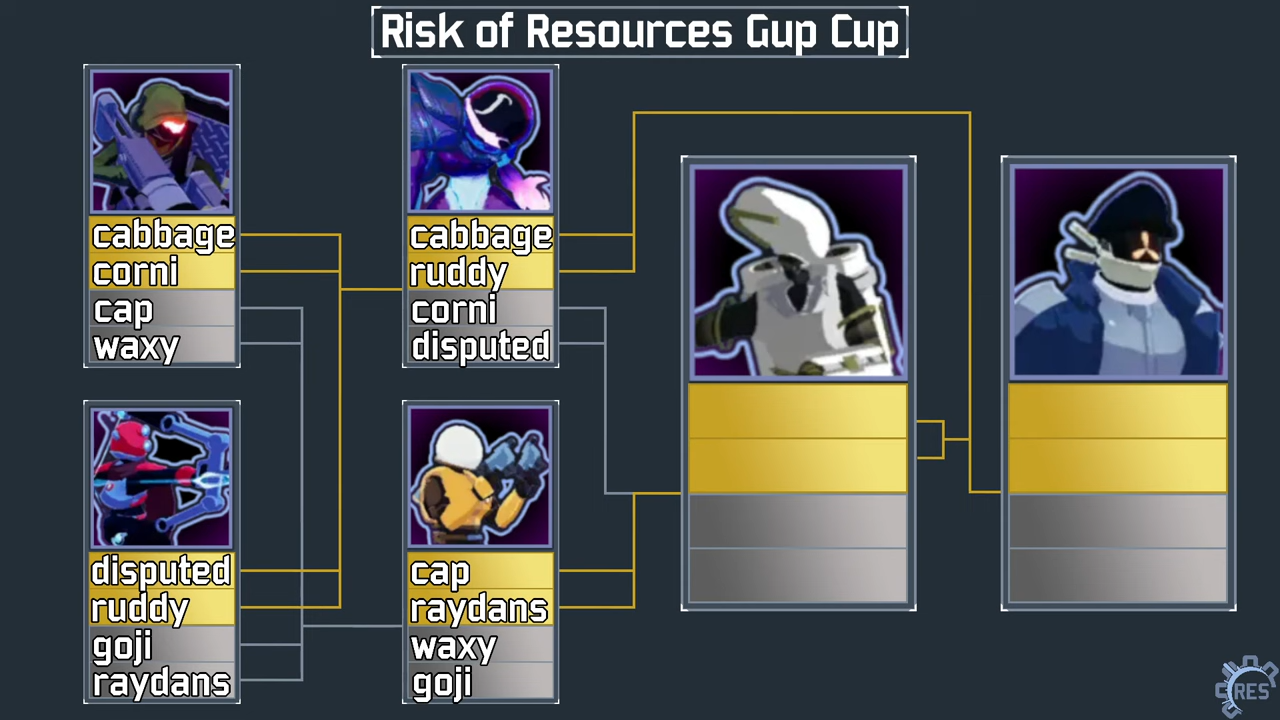 Risk of Resources Gup Cup
cabbage
corni
cap
waxy
disputed
ruddy
goji
raydans
cabbage
ruddy
corni
disputed
cap
raydans
waxy
goji
RES